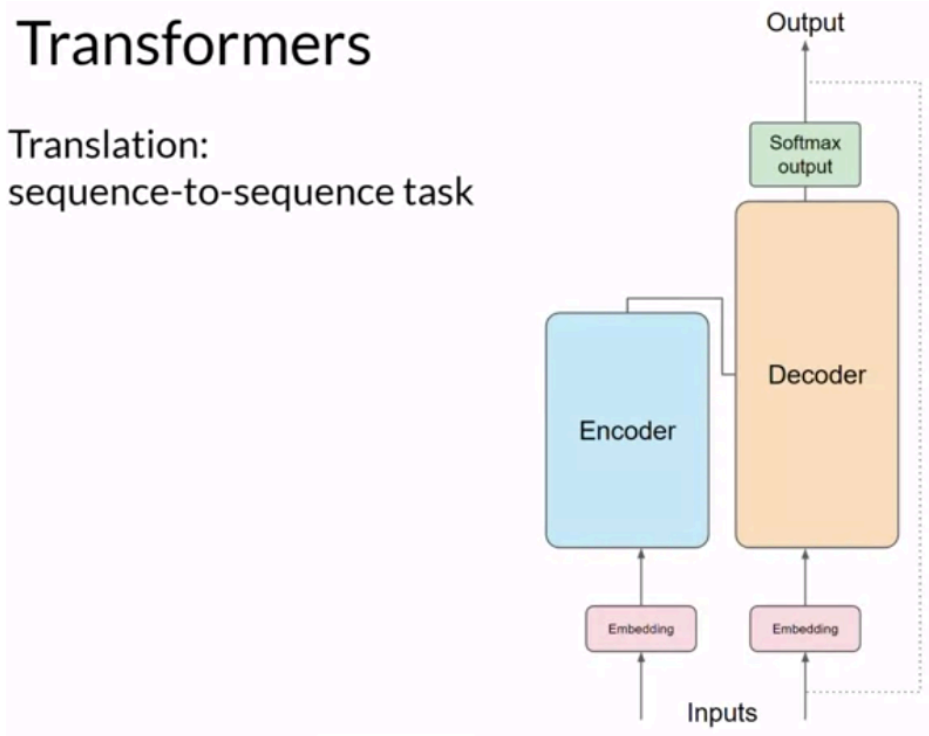 Transformers
Translation:
sequence-to-sequence task
Output
Softmax
output
Decoder
Encoder
Embedding
Embedding
Inputs